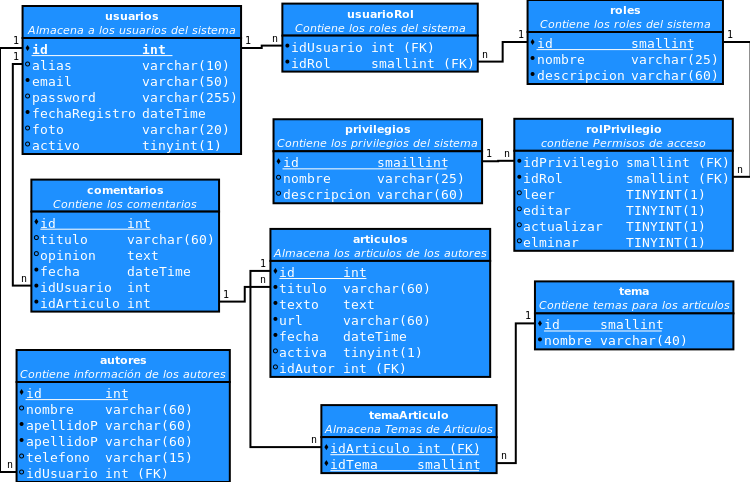 usuarios
Almacena a los usuarios del sistema
id int
alias varchar(10)
email varchar(50)
password varchar(255)
fechaRegistro dateTime
foto varchar(20)
activo tinyint(1)
usuarioRol
Contiene los roles del sistema
idUsuario int (FK)
idRol smallint (FK)
roles
Contiene los roles del sistema
id smallint
nombre varchar(25)
descripcion varchar(60)
privilegios
Contiene los privilegios del sistema
id smaillint
nombre varchar(25)
descripcion varchar(60)
rolPrivilegio
contiene Permisos de acceso
idPrivilegio smallint (FK)
idRol smallint (FK)
leer TINYINT(1)
editar TINYINT(1)
actualizar TINYINT(1)
elminar TINYINT(1)
comentarios
Contiene los comentarios
id int
titulo varchar(60)
opinion text
fecha dateTime
idUsuario int
idArticulo int
articulos
Almacena los articulos de los autores
id int
titulo varchar(60)
texto text
url varchar(60)
fecha dateTime
activa tinyint(1)
idAutor int (FK)
tema
Contiene temas para los articulos
id smallint
nombre varchar(40)
autores
Contiene información de los autores
id int
nombre varchar(60)
apellidoP varchar(60)
apellidoP varchar(60)
telefono varchar(15)
idUsuario int (FK)
temaArticulo
Almacena Temas de Articulos
idArticulo int (FK)
idTema smallint
1
1
1
n
n
1
1
1
n
n
n
1
1
n
1
n
n
n